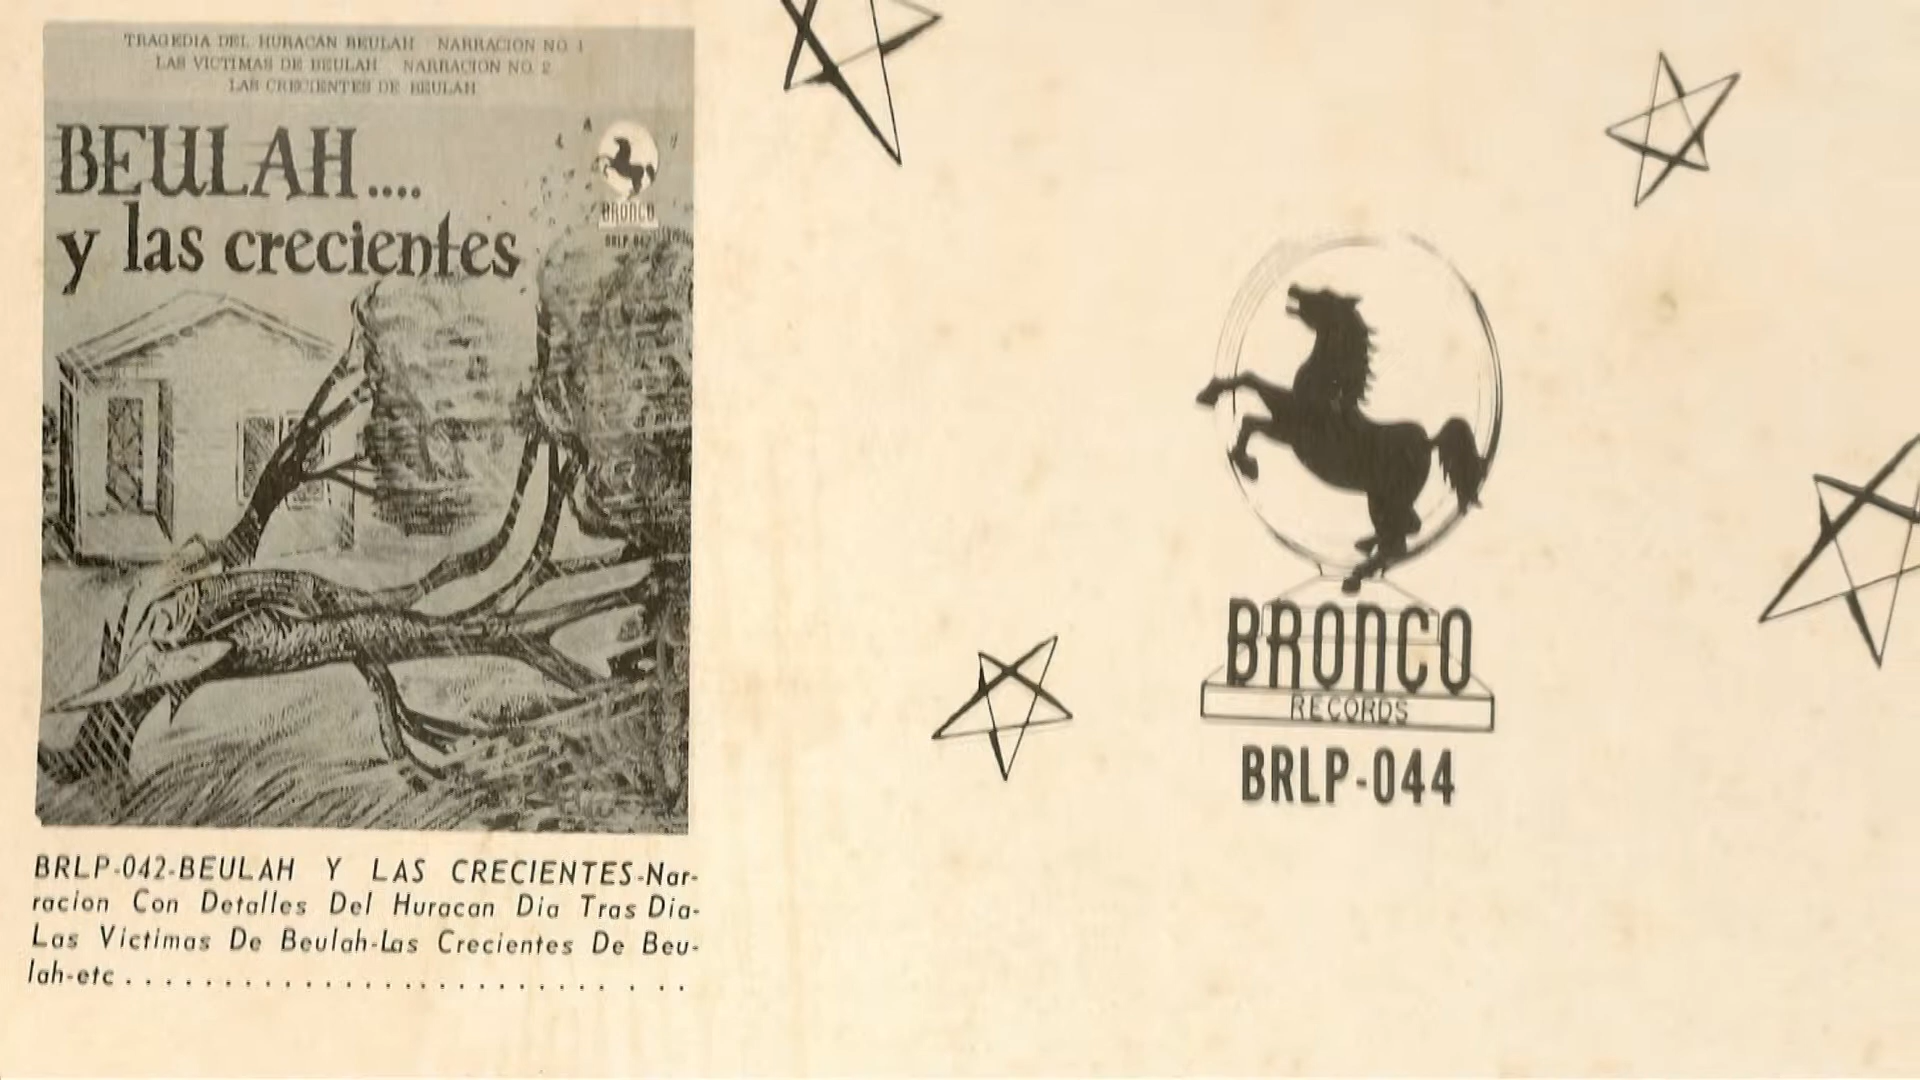 TRAGEDIA DEL HURACAN BEULAH NARRACION NO. 1
LAS VICTIMAS DE BEULAH NARRACION NO. 2
LAS CRECIENTES DE BEULAH
BEULAH....
y las crecientes
BRONCO
BRLP-042-BEULAH Y LAS CRECIENTES-Nar-
racion Con Detalles Del Huracan Dia Tras Dia-
Las Victimas De Beulah-Las Crecientes De Beu-
lah-etc . . . . . . . . . . . . . . . . . . . . . . . . . . . .
BRONCO
RECORDS
BRLP-044